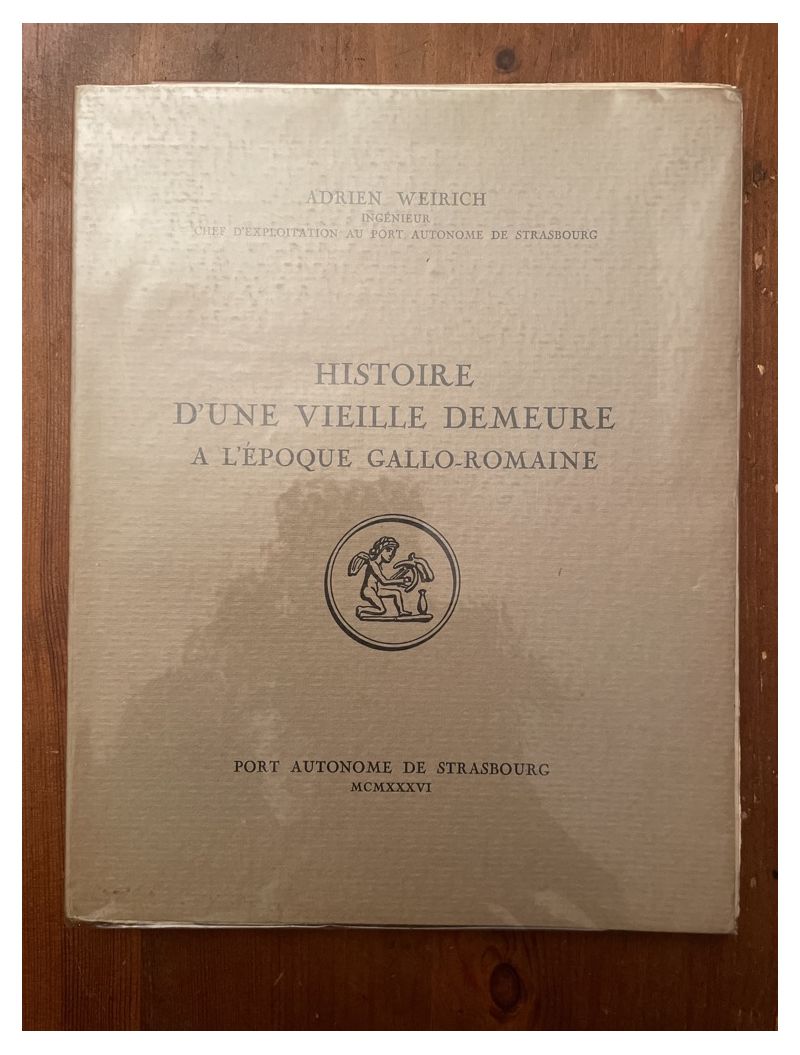 ADRIEN WEIRICH
INGÉNIEUR
CHEF D'EXPLOITATION AU PORT AUTONOME DE STRASBOURG
HISTOIRE
D'UNE VIEILLE DEMEURE
A L'ÉPOQUE GALLO-ROMAINE
PORT AUTONOME DE STRASBOURG
MCMXXXVI